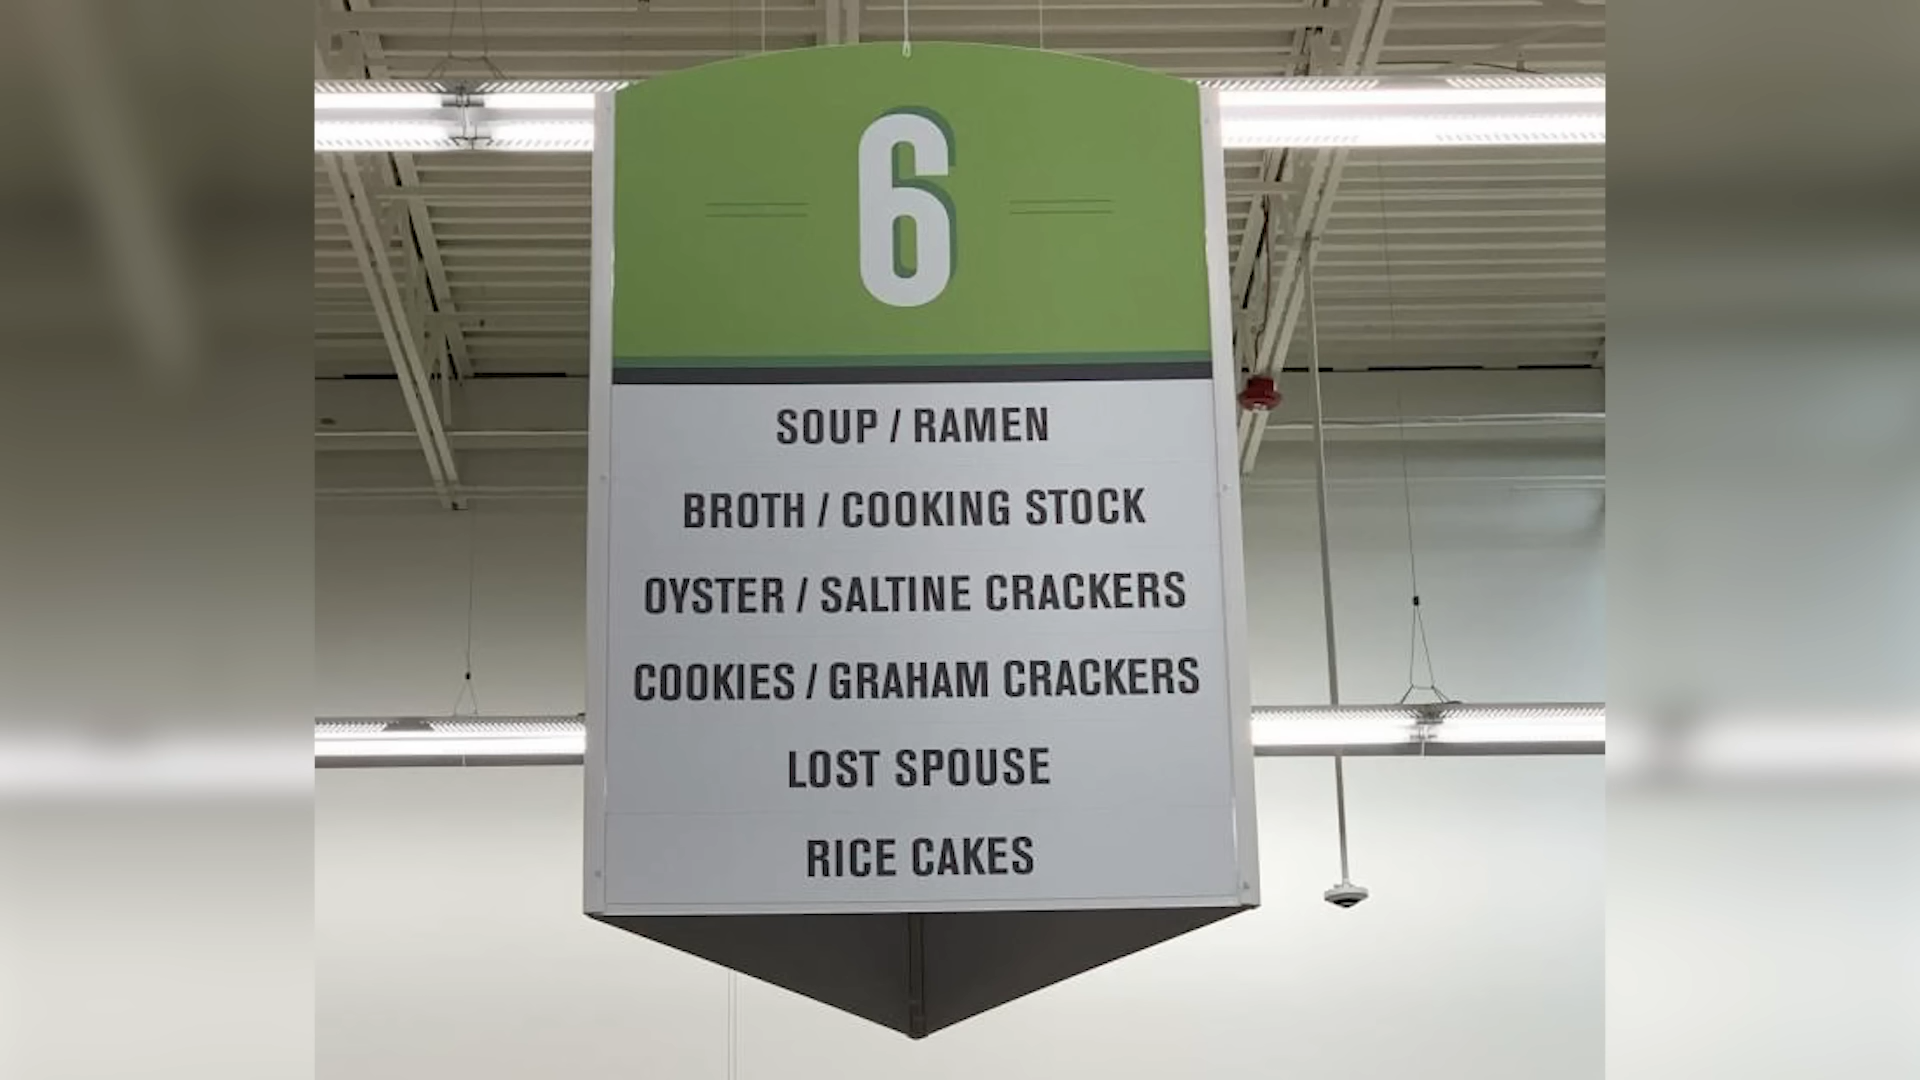 6
SOUP / RAMEN
BROTH / COOKING STOCK
OYSTER / SALTINE CRACKERS
COOKIES / GRAHAM CRACKERS
LOST SPOUSE
RICE CAKES